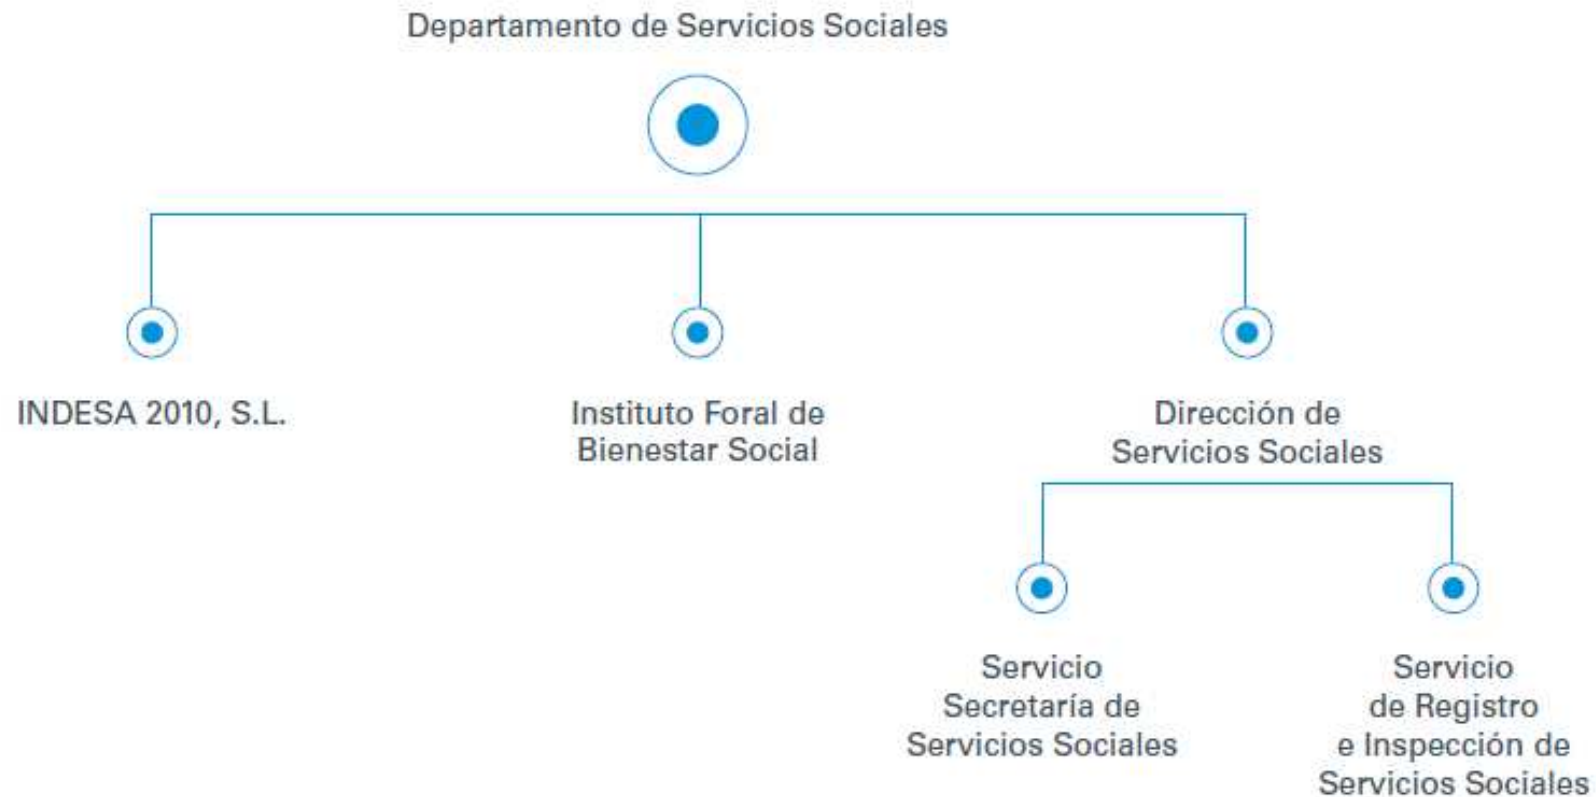 Departamento de Servicios Sociales
INDESA 2010, S.L.
Instituto Foral de
Bienestar Social
Dirección de
Servicios Sociales
Servicio
Secretaría de
Servicios Sociales
Servicio
de Registro
e Inspección de
Servicios Sociales